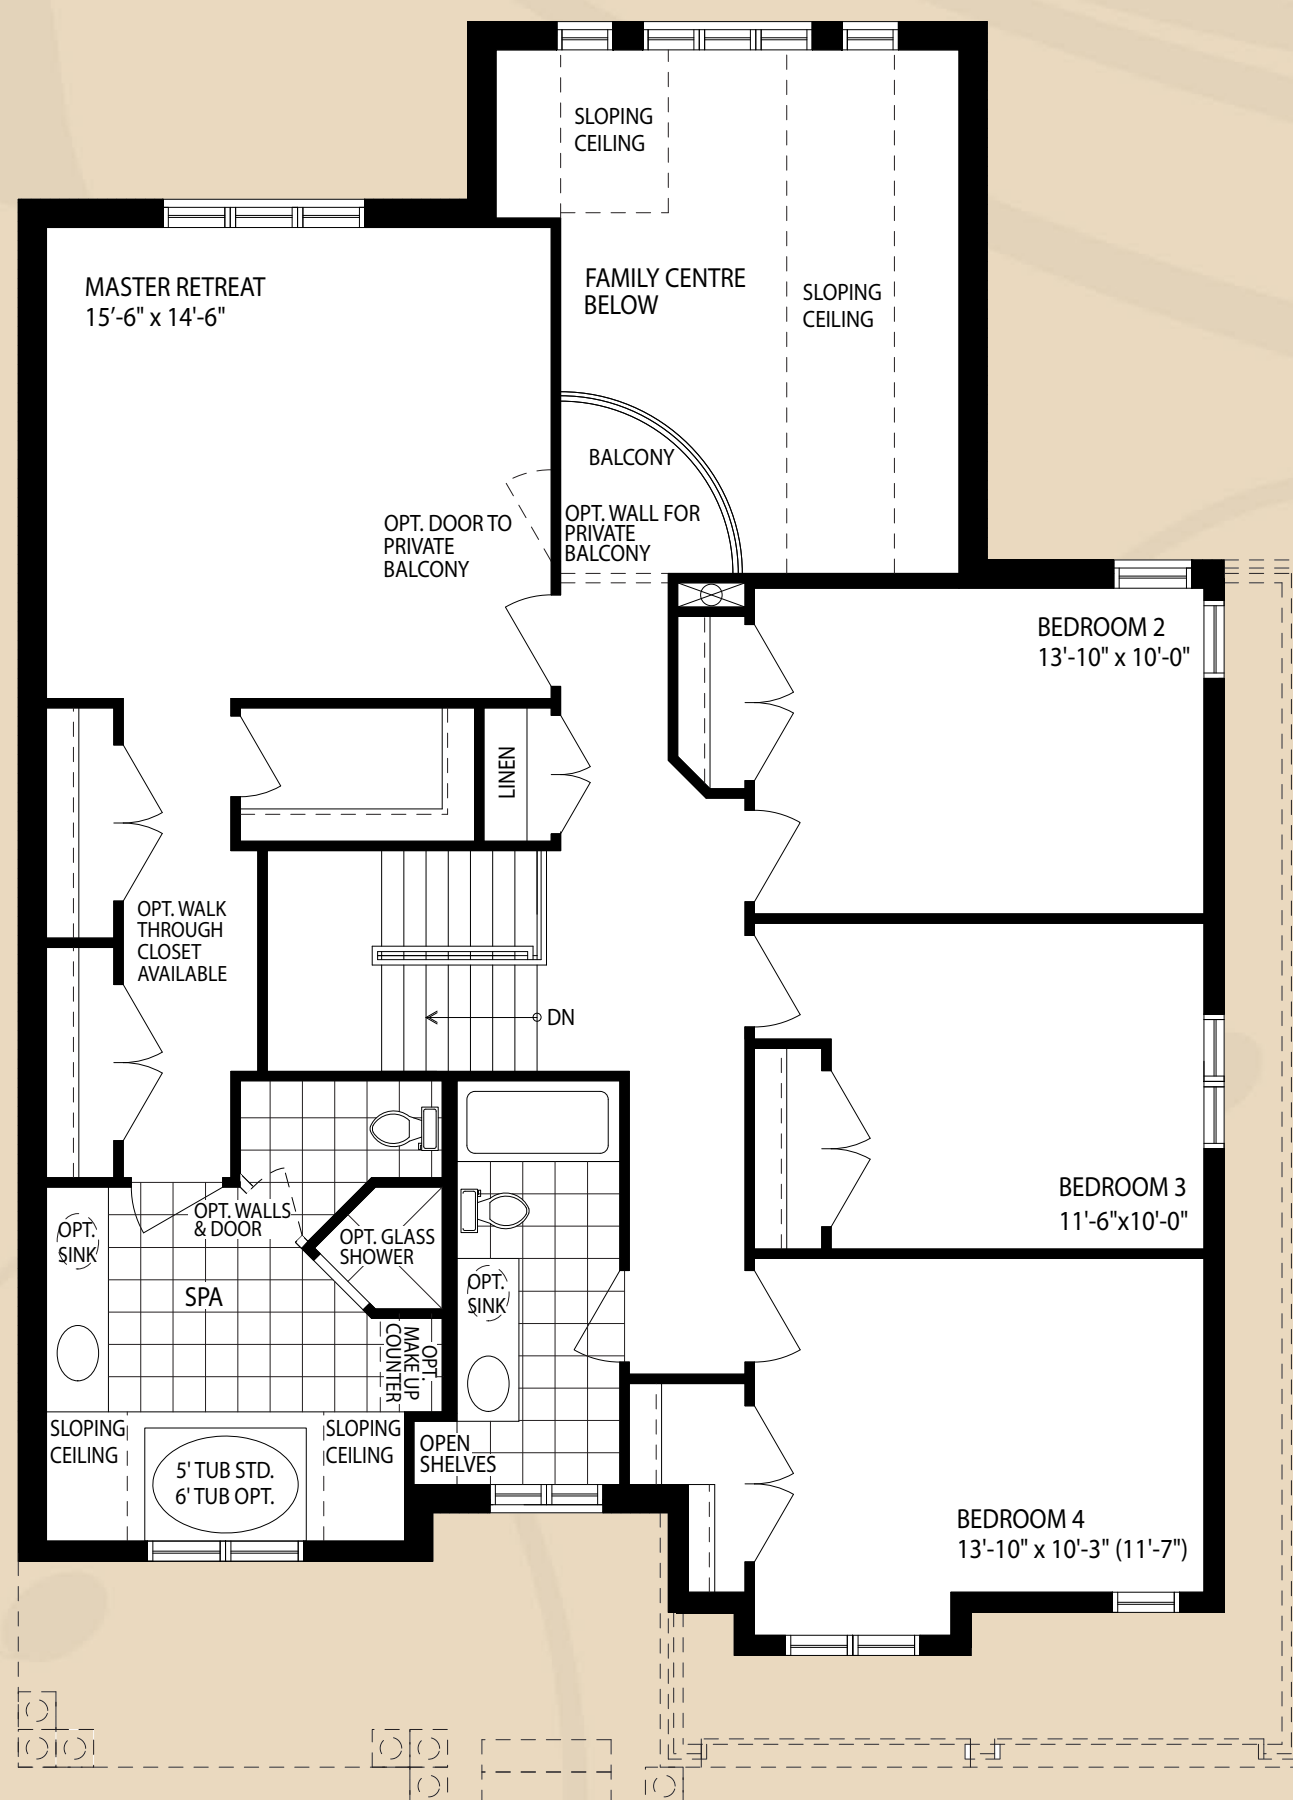 SLOPING
CEILING
MASTER RETREAT
15'-6" x 14'-6"
FAMILY CENTRE
BELOW
SLOPING
CEILING
BALCONY
OPT. DOOR TO
PRIVATE
BALCONY
OPT. WALL FOR
PRIVATE
BALCONY
BEDROOM 2
13'-10" x 10'-0"
LINEN
OPT. WALK
THROUGH
CLOSET
AVAILABLE
DN
BEDROOM 3
11'-6"x10'-0"
OPT.
SINK
OPT. WALLS
& DOOR
OPT. GLASS
SHOWER
SPA
OPT.
SINK
OPT.
MAKE UP
COUNTER
SLOPING
CEILING
5' TUB STD.
6' TUB OPT.
SLOPING
CEILING
OPEN
SHELVES
BEDROOM 4
13'-10" x 10'-3" (11'-7")